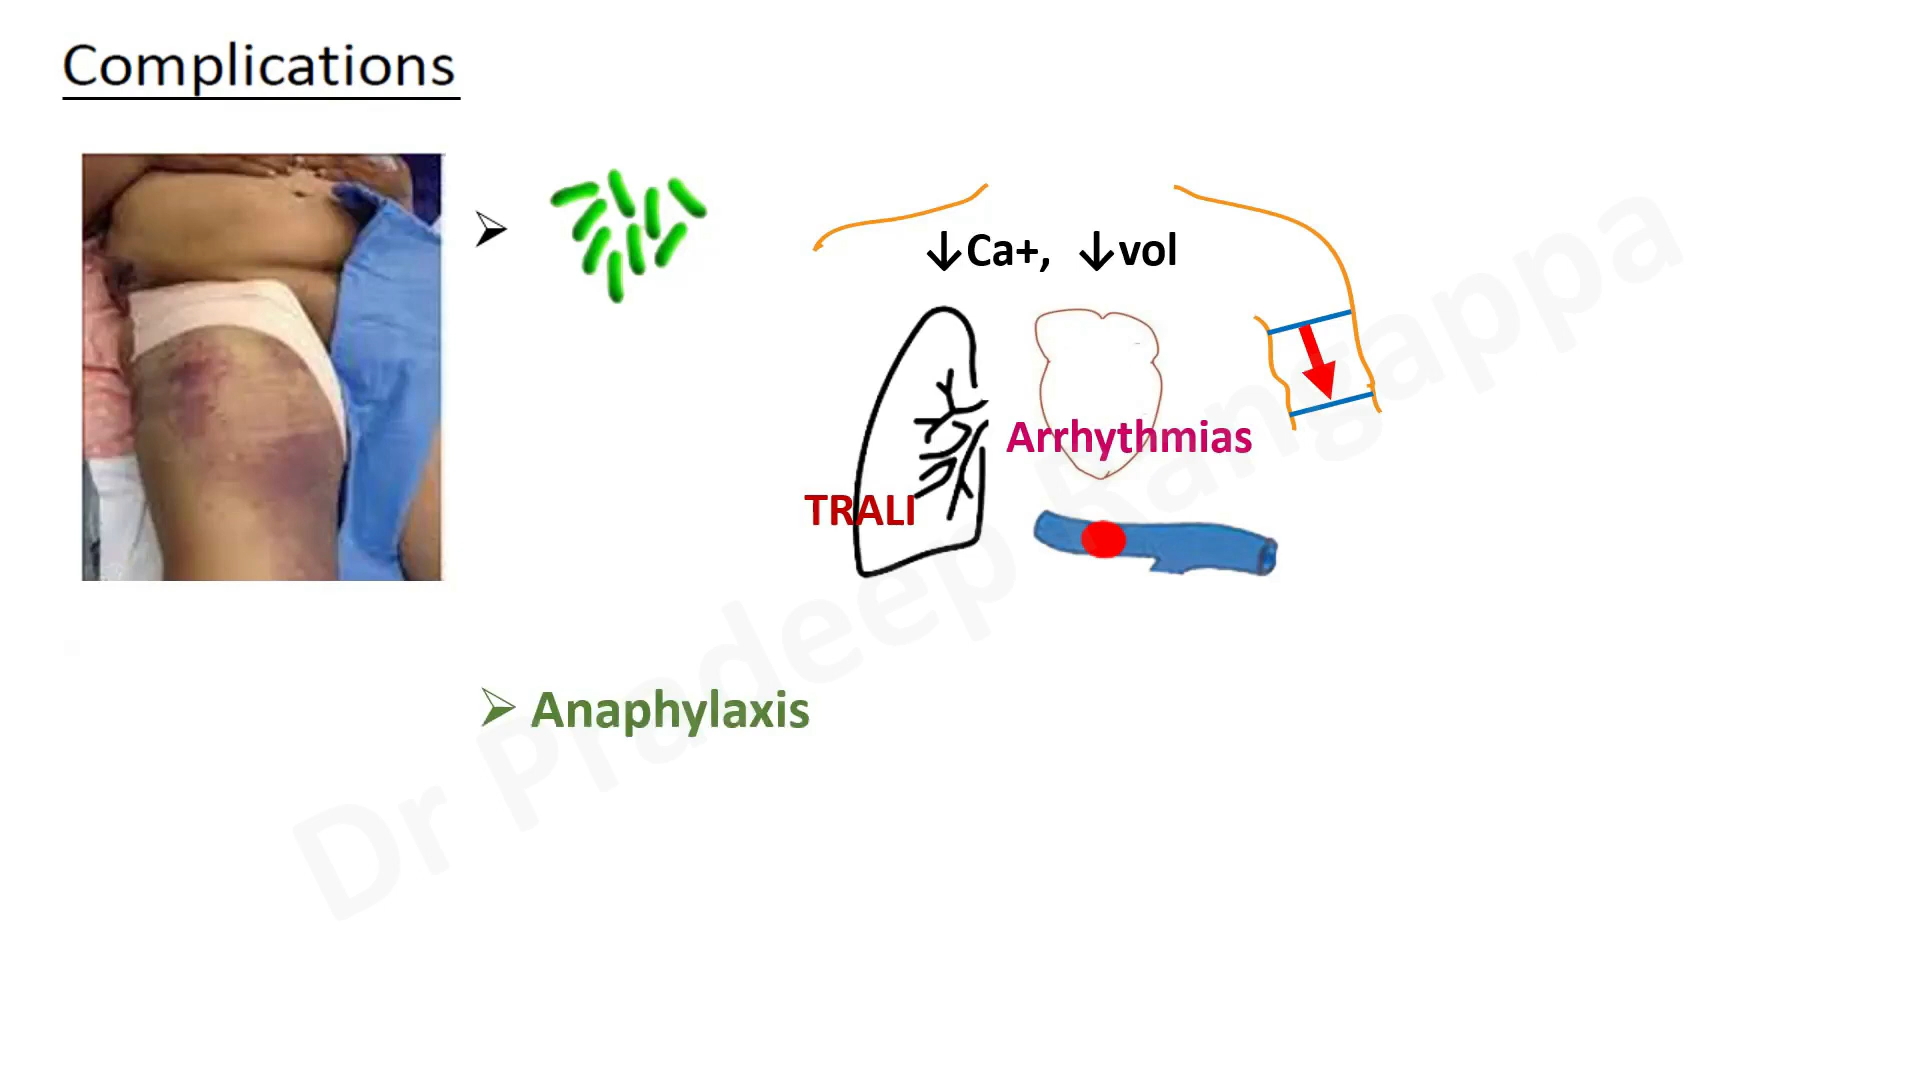 Complications
↓Ca+, ↓vol
Arrhythmias
TRALI
➢ Anaphylaxis
Dr Pradeep Rangappa